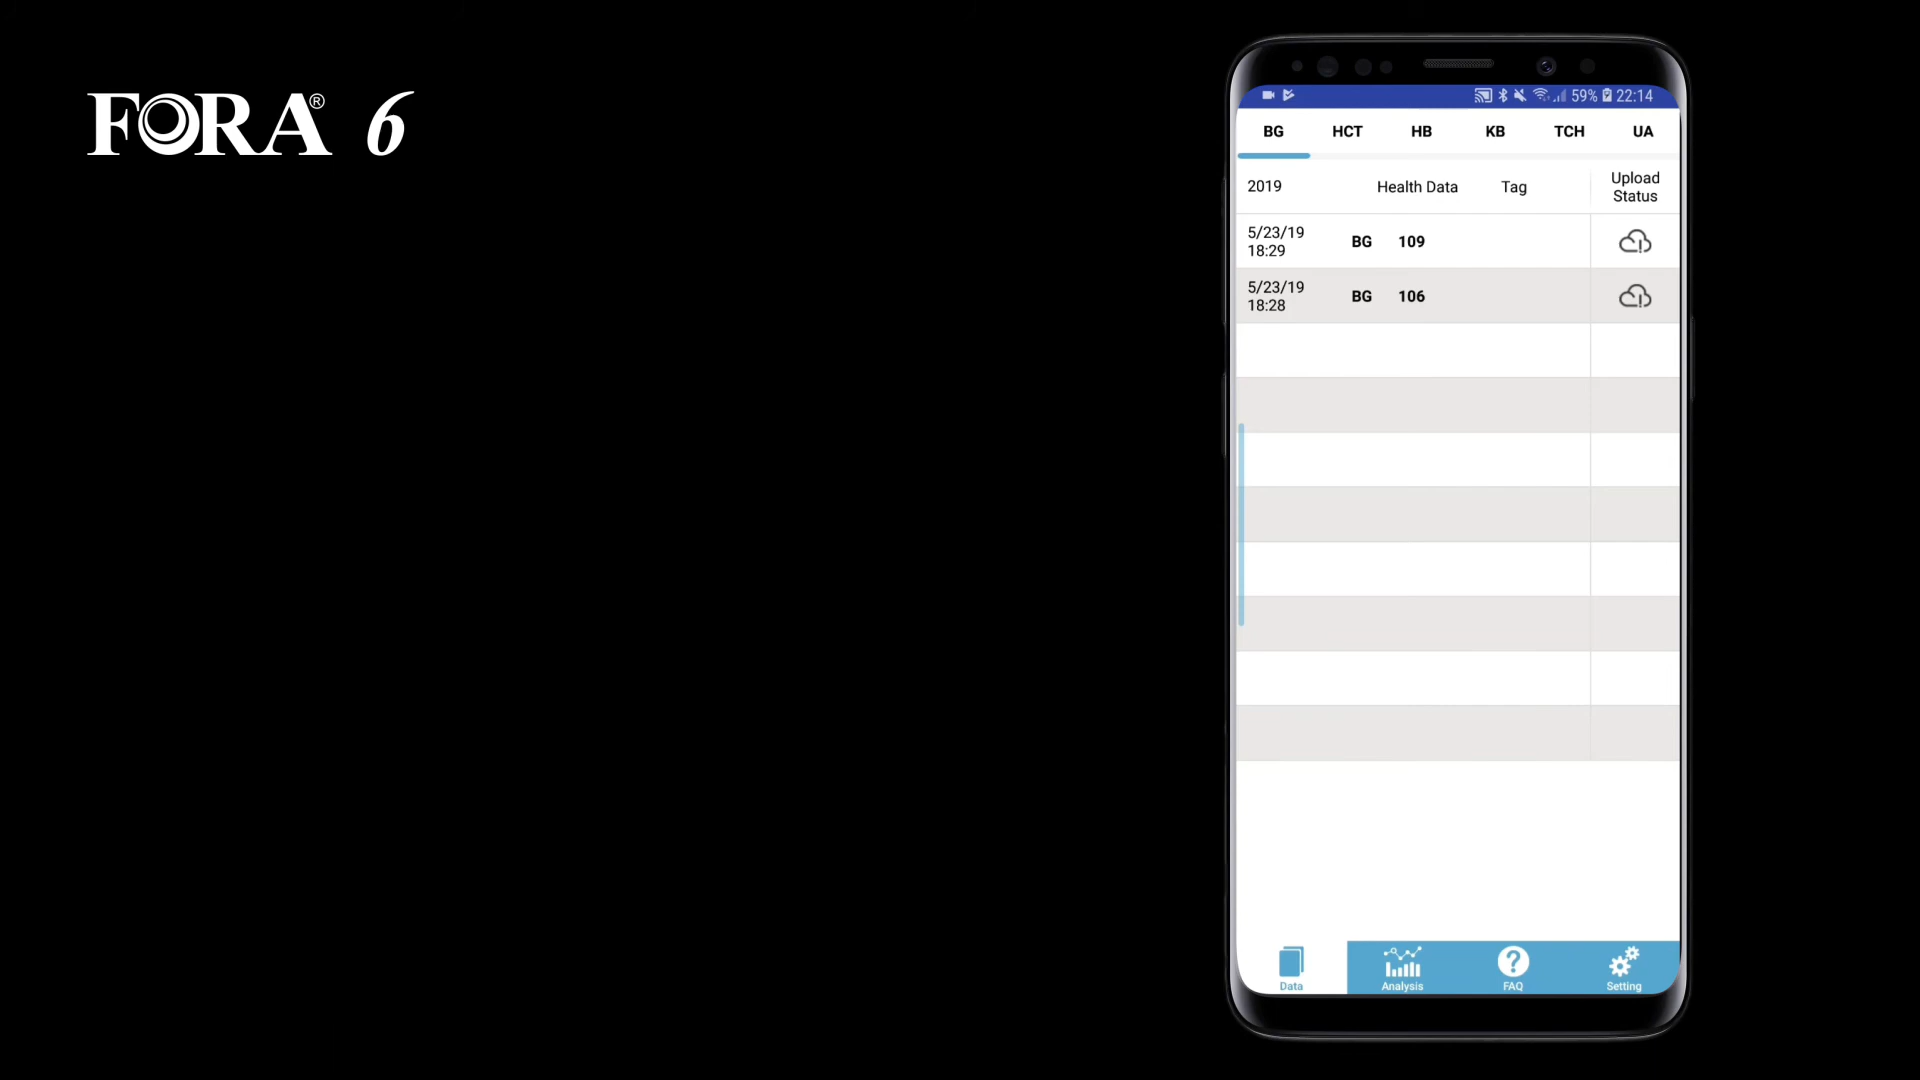 FORA® 6
59% 22:14
BG HCT HB KB TCH UA
2019 Health Data Tag Upload Status
5/23/19 18:29 BG 109
5/23/19 18:28 BG 106
Data Analysis FAQ Setting